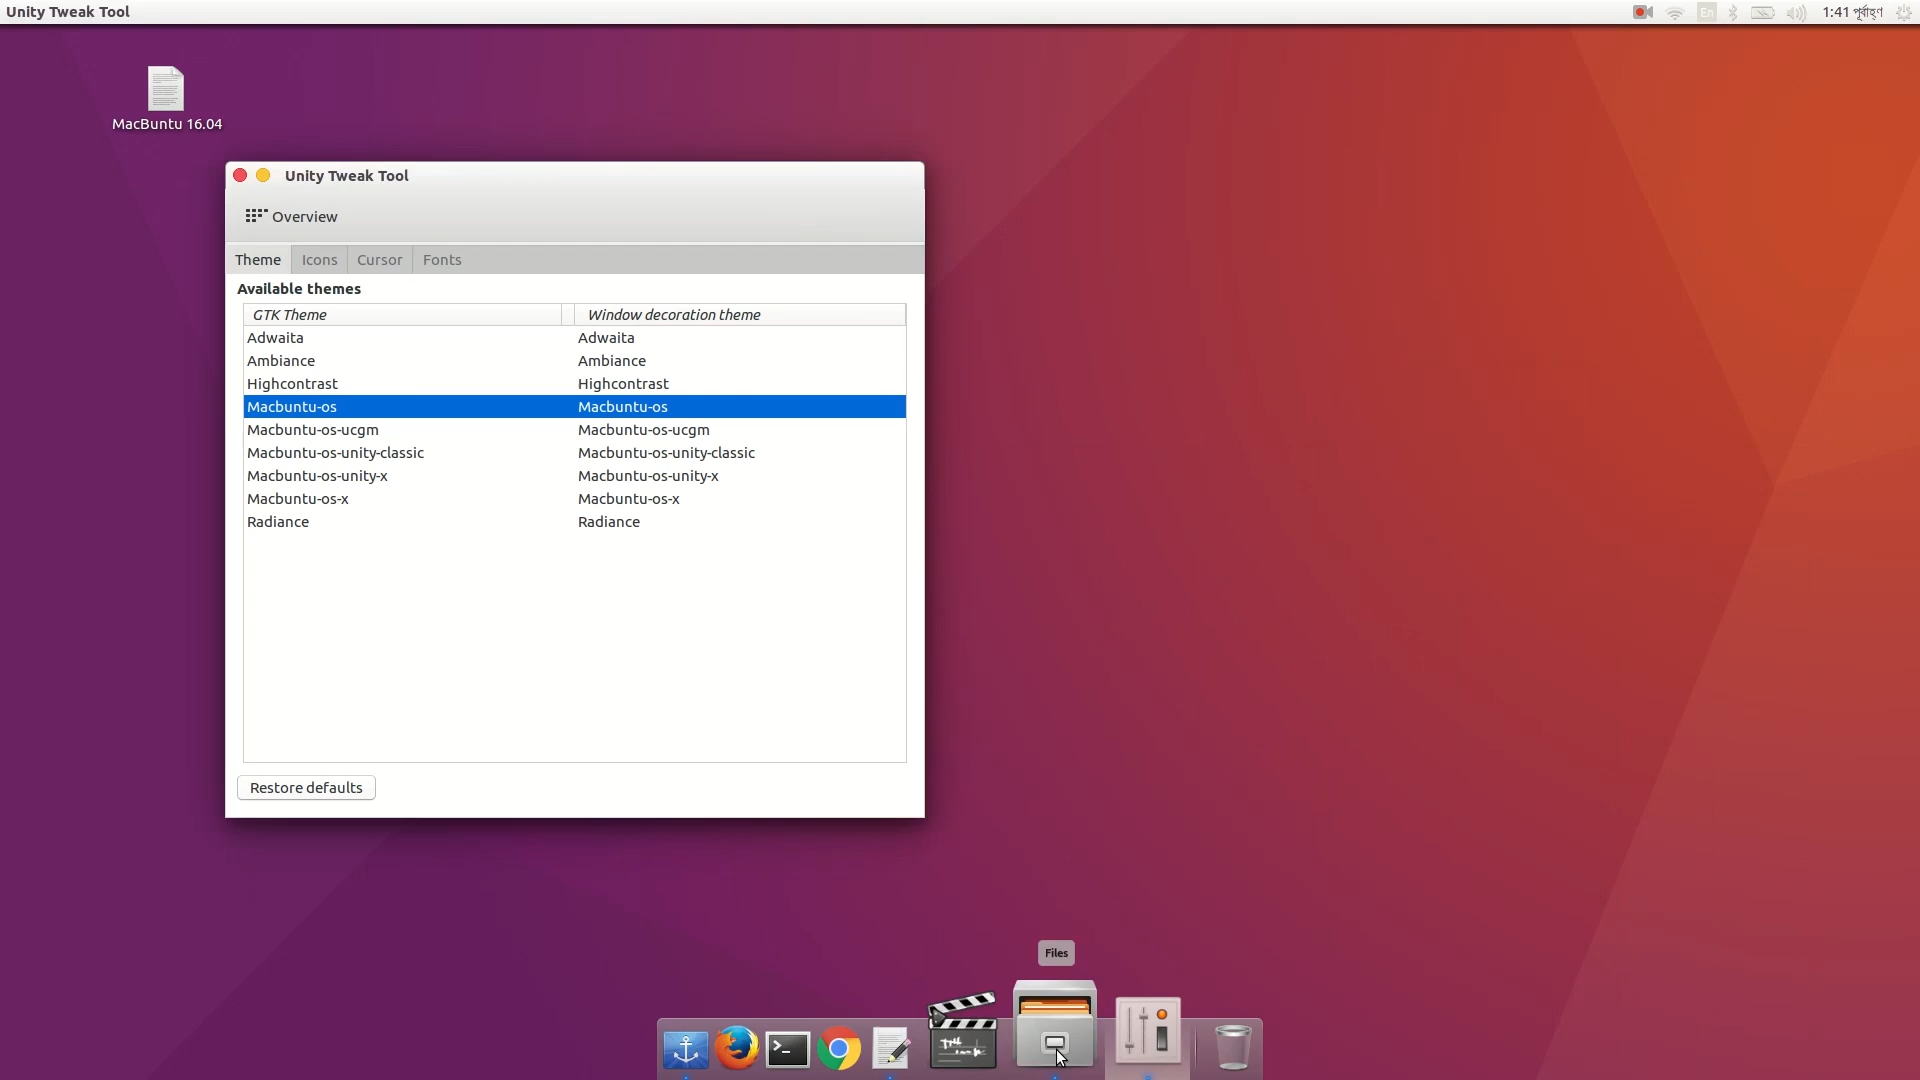 Unity Tweak Tool
En
1:41 পূর্বাহ্ণ
MacBuntu 16.04
Unity Tweak Tool
Overview
Theme Icons Cursor Fonts
Available themes
GTK Theme Window decoration theme
Adwaita Adwaita
Ambiance Ambiance
Highcontrast Highcontrast
Macbuntu-os Macbuntu-os
Macbuntu-os-ucgm Macbuntu-os-ucgm
Macbuntu-os-unity-classic Macbuntu-os-unity-classic
Macbuntu-os-unity-x Macbuntu-os-unity-x
Macbuntu-os-x Macbuntu-os-x
Radiance Radiance
Restore defaults
Files